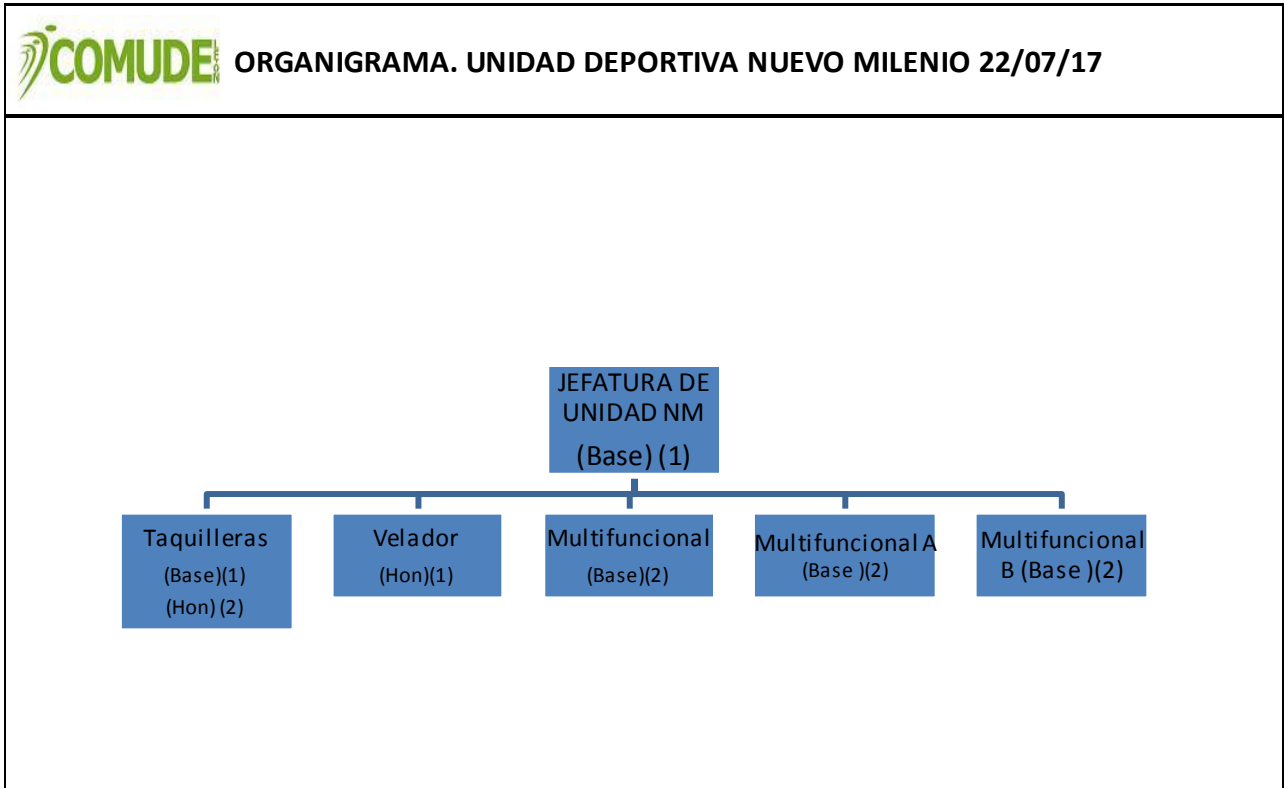 COMUDE LEON
ORGANIGRAMA. UNIDAD DEPORTIVA NUEVO MILENIO 22/07/17
JEFATURA DE
UNIDAD NM
(Base) (1)
Taquilleras
(Base)(1)
(Hon) (2)
Velador
(Hon)(1)
Multifuncional
(Base)(2)
Multifuncional A
(Base )(2)
Multifuncional
B (Base )(2)